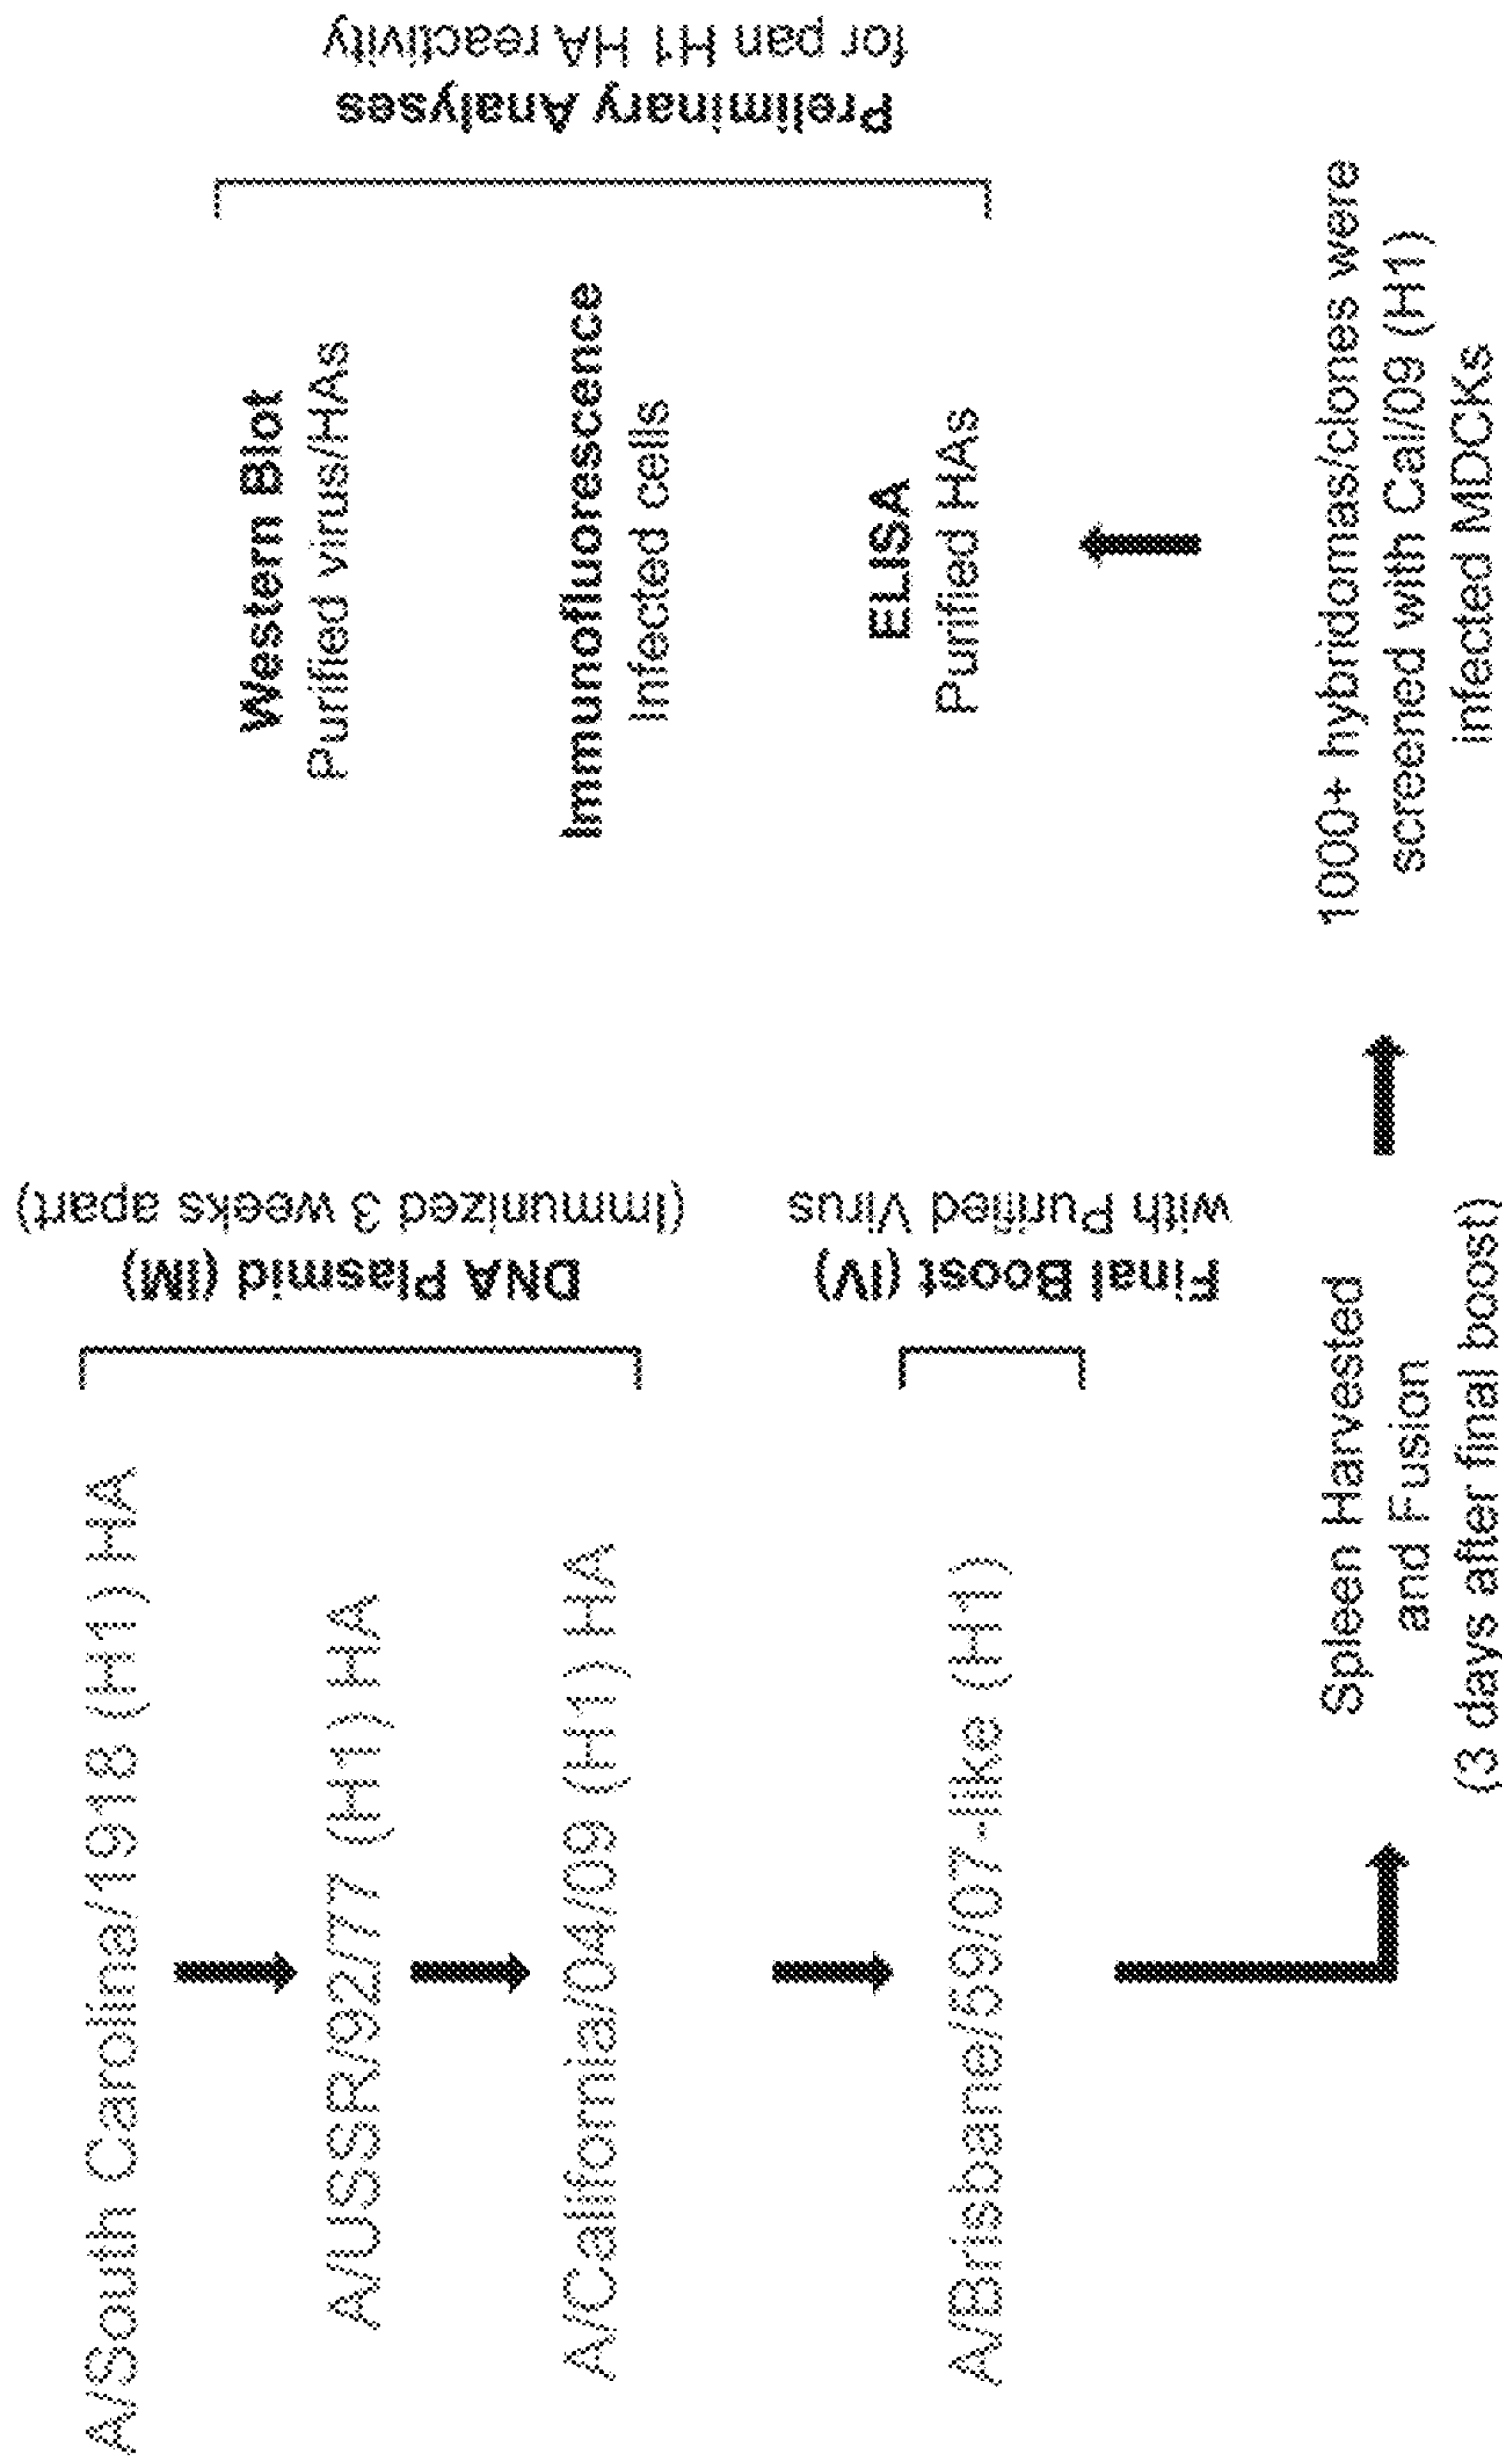 A/South Carolina/1918 (H1) HA
A/USSR/92/77 (H1) HA
A/California/04/09 (H1) HA
DNA Plasmid (IM)
(Immunized 3 weeks apart)
A/Brisbane/59/07-like (H1)
Final Boost (IV)
with Purified Virus
Spleen Harvested
and Fusion
(3 days after final boost)
1000+ hybridomas/clones were
screened with Cal/09 (H1)
infected MDCKs
ELISA
Purified HAs
Immunofluorescence
Infected cells
Western Blot
Purified virus/HAs
Preliminary Analyses
for pan H1 HA reactivity